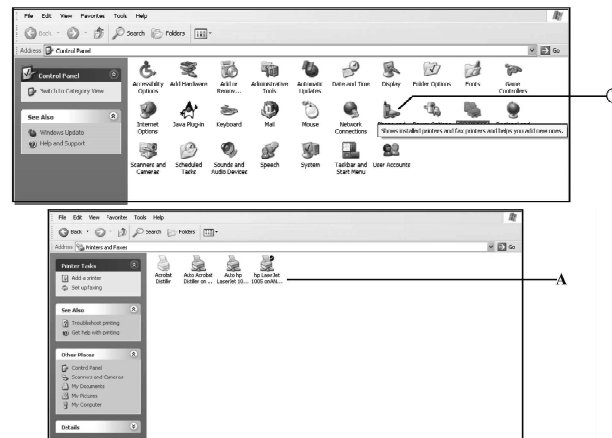 File Edit View Favorites Tools Help
Back Search Folders
Address Control Panel Go
Control Panel
Switch to Category View
See Also
Windows Update
Help and Support
Accessibility Options
Add Hardware
Add or Remov...
Administrative Tools
Automatic Updates
Date and Time
Display
Folder Options
Fonts
Game Controllers
Internet Options
Java Plug-in
Keyboard
Mail
Mouse
Network Connections
Shows installed printers and fax printers and helps you add new ones.
Scanners and Cameras
Scheduled Tasks
Sounds and Audio Devices
Speech
System
Taskbar and Start Menu
User Accounts
File Edit View Favorites Tools Help
Back Search Folders
Address Printers and Faxes Go
Printer Tasks
Add a printer
Set up faxing
See Also
Troubleshoot printing
Get help with printing
Other Places
Control Panel
Scanners and Cameras
My Documents
My Pictures
My Computer
Details
Acrobat Distiller
Auto Acrobat Distiller on ...
Auto hp LaserJet 10...
hp LaserJet 1005 onAN...
A